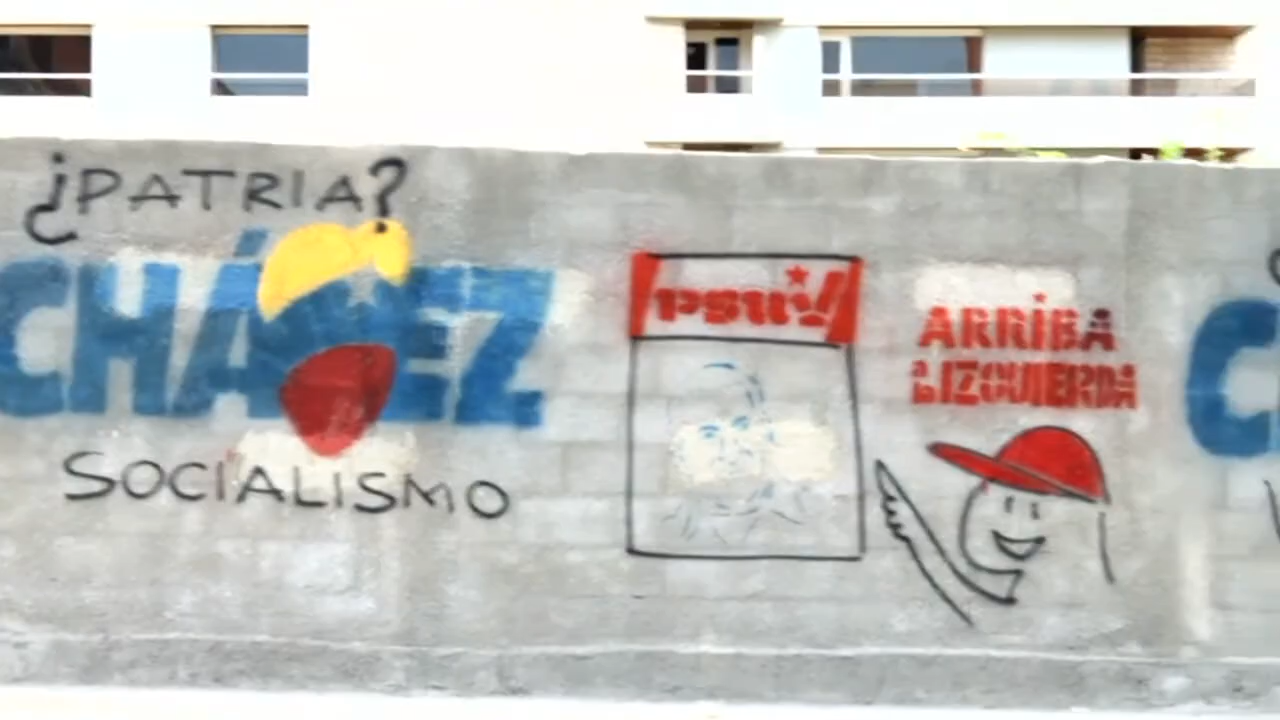 ¿PATRIA?
CHÁVEZ
SOCIALISMO
psuv
ARRIBA
IZQUIERDA
C